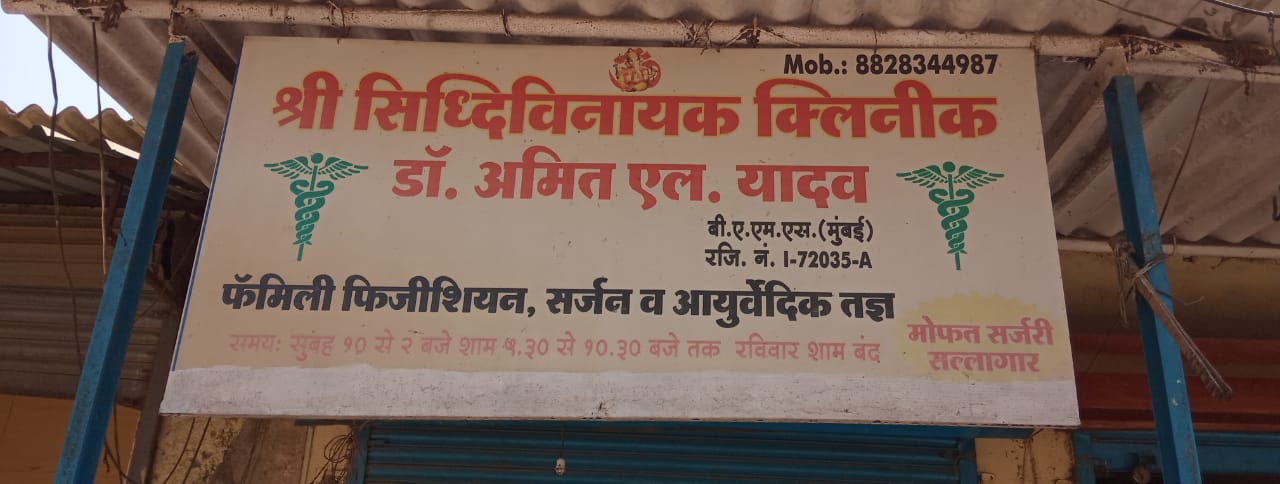 Mob.: 8828344987
श्री सिध्दिविनायक क्लिनीक
डॉ. अमित एल. यादव
बी.ए.एम.एस.(मुंबई)
रजि. नं. I-72035-A
फॅमिली फिजीशियन, सर्जन व आयुर्वेदिक तज्ञ
समयः सुंबह १० से २ बजे शाम ५.३० से १०.३० बजे तक रविवार शाम बंद
मोफत सर्जरी
सल्लागार